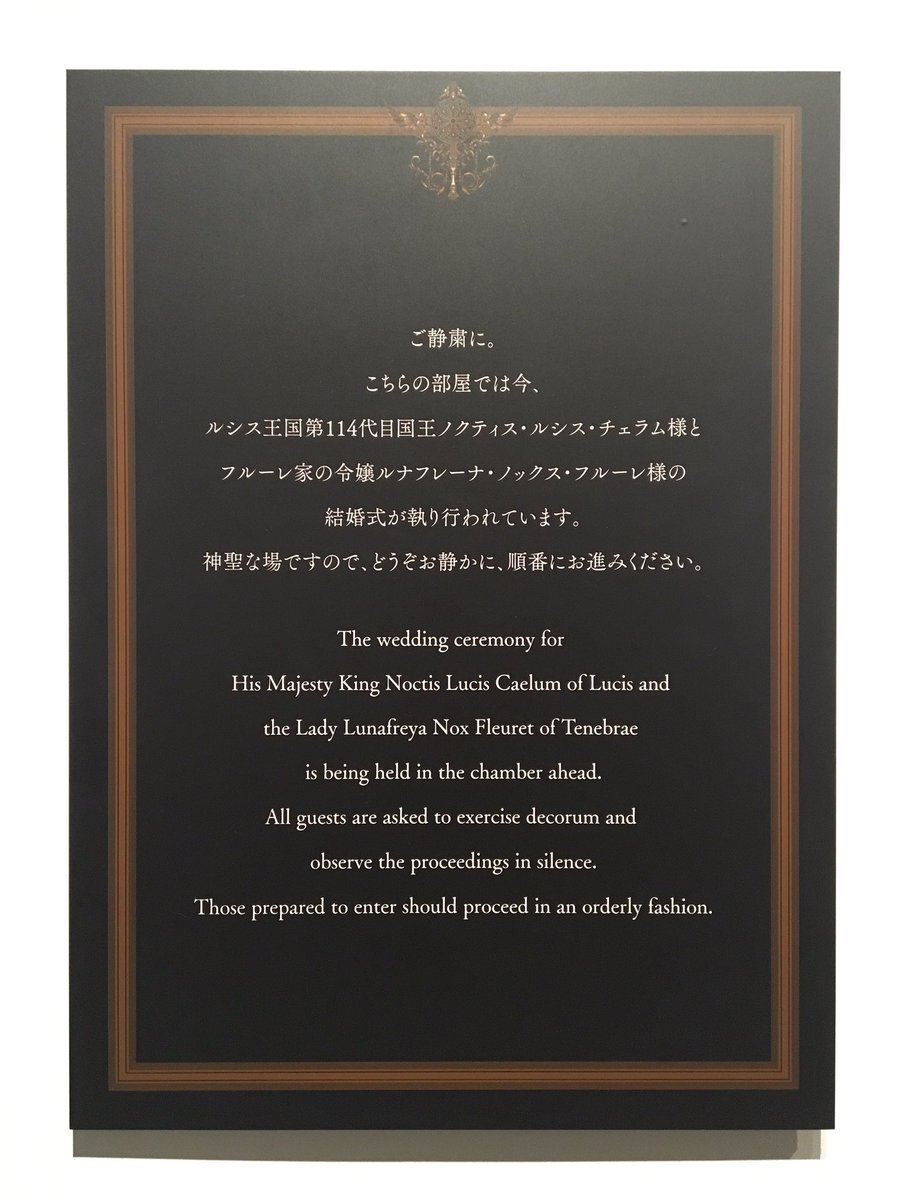 ご静粛に。
こちらの部屋では今、
ルシス王国第114代目国王ノクティス・ルシス・チェラム様と
フルーレ家の令嬢ルナフレーナ・ノックス・フルーレ様の
結婚式が執り行われています。
神聖な場ですので、どうぞお静かに、順番にお進みください。
The wedding ceremony for
His Majesty King Noctis Lucis Caelum of Lucis and
the Lady Lunafreya Nox Fleuret of Tenebrae
is being held in the chamber ahead.
All guests are asked to exercise decorum and
observe the proceedings in silence.
Those prepared to enter should proceed in an orderly fashion.